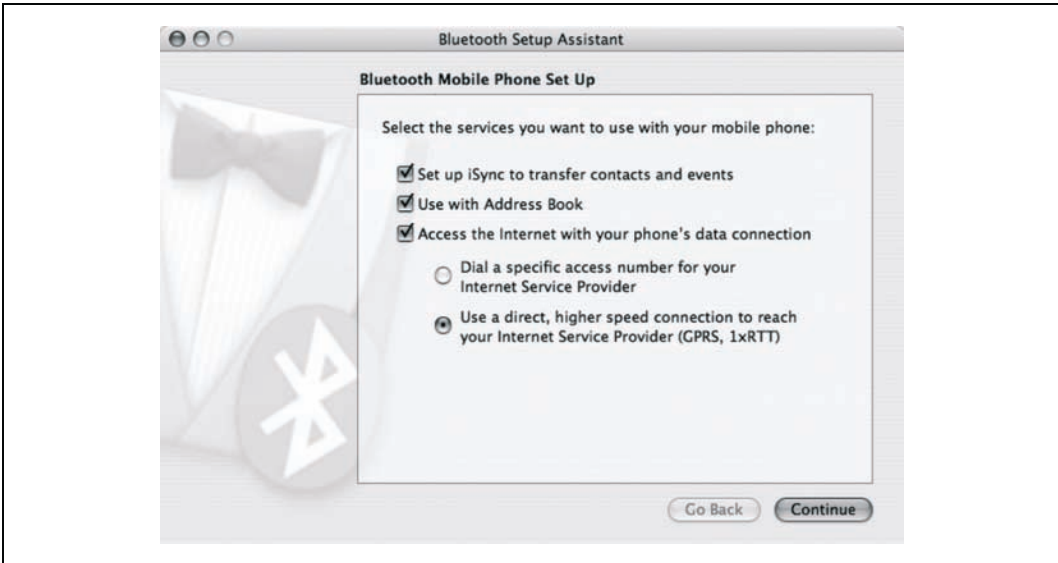 Bluetooth Setup Assistant
Bluetooth Mobile Phone Set Up
Select the services you want to use with your mobile phone:
Set up iSync to transfer contacts and events
Use with Address Book
Access the Internet with your phone's data connection
Dial a specific access number for your
Internet Service Provider
Use a direct, higher speed connection to reach
your Internet Service Provider (GPRS, 1xRTT)
Go Back
Continue